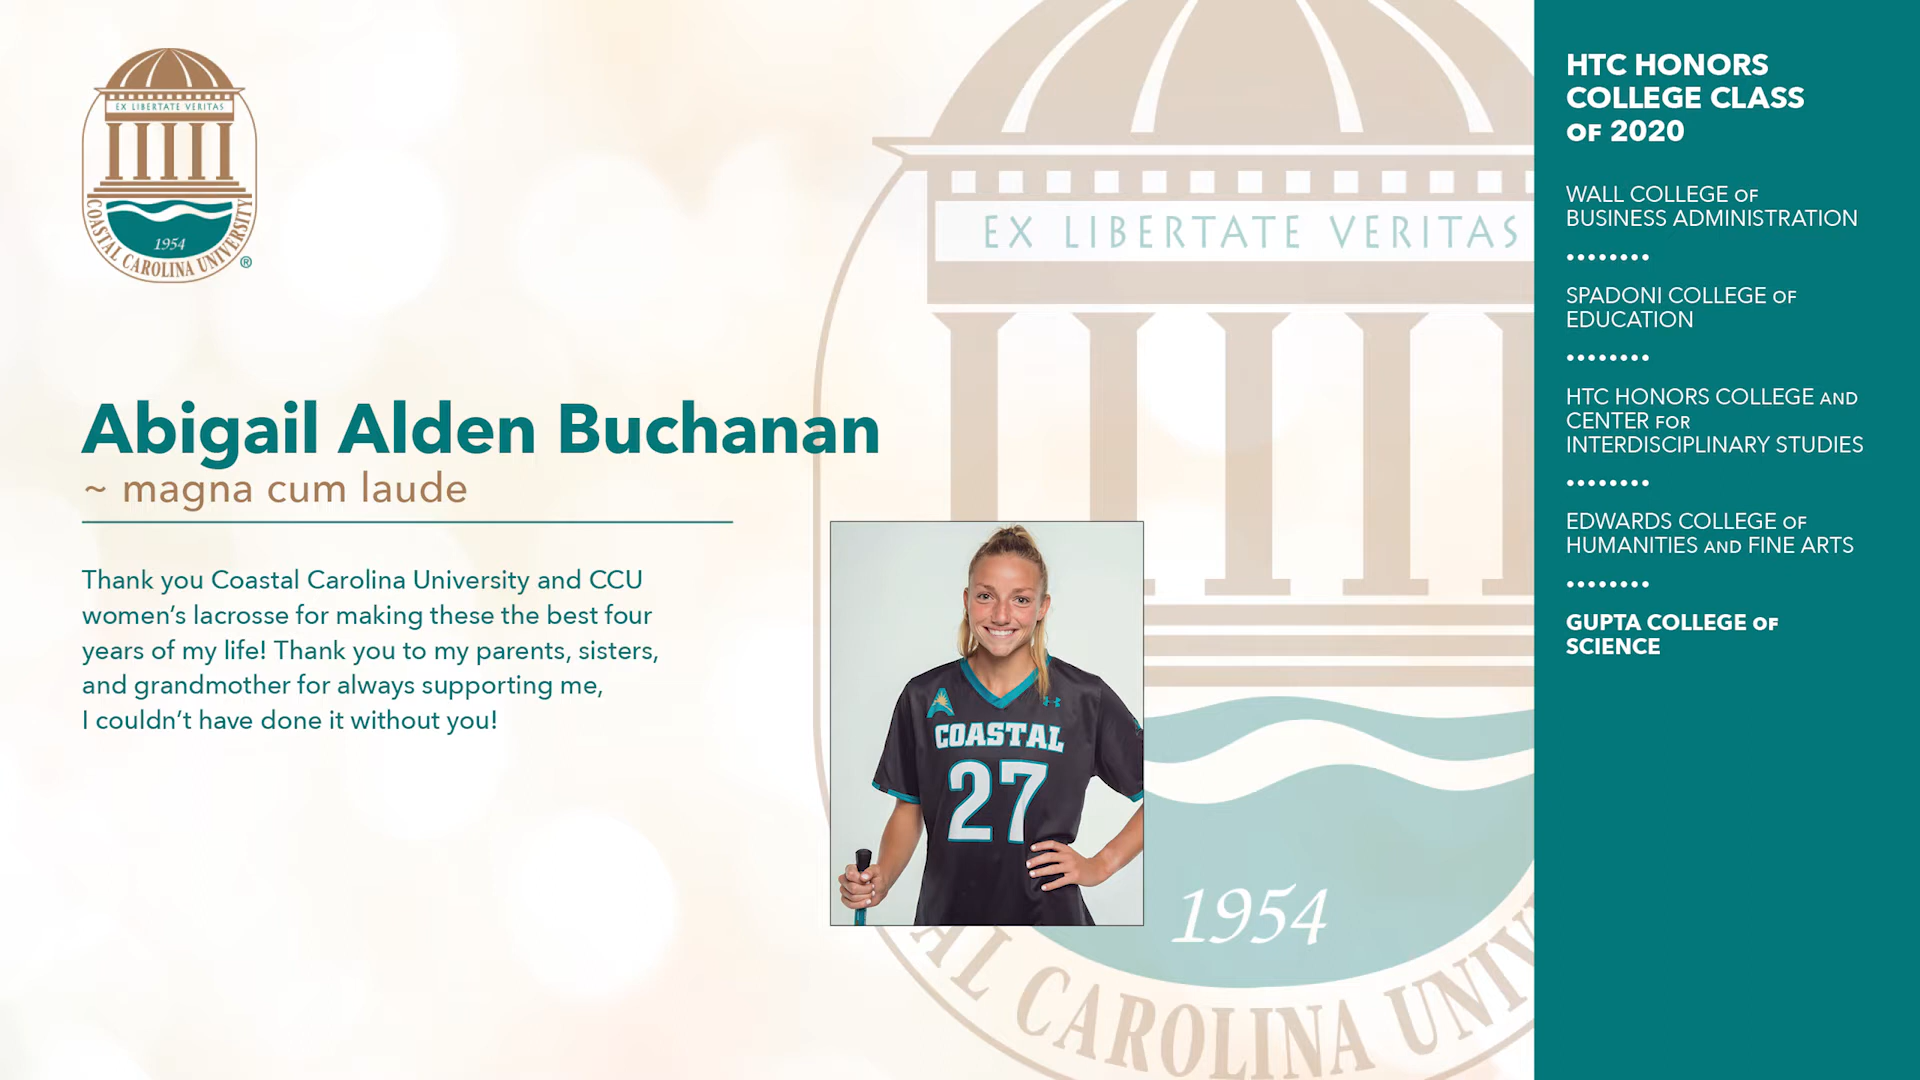 EX LIBERTATE VERITAS
1954
COASTAL CAROLINA UNIVERSITY®
EX LIBERTATE VERITAS
Abigail Alden Buchanan
~ magna cum laude
Thank you Coastal Carolina University and CCU
women’s lacrosse for making these the best four
years of my life! Thank you to my parents, sisters,
and grandmother for always supporting me,
I couldn’t have done it without you!
COASTAL
27
1954
AL CAROLINA UNIV
HTC HONORS
COLLEGE CLASS
OF 2020
WALL COLLEGE OF
BUSINESS ADMINISTRATION
SPADONI COLLEGE OF
EDUCATION
HTC HONORS COLLEGE AND
CENTER FOR
INTERDISCIPLINARY STUDIES
EDWARDS COLLEGE OF
HUMANITIES AND FINE ARTS
GUPTA COLLEGE OF
SCIENCE